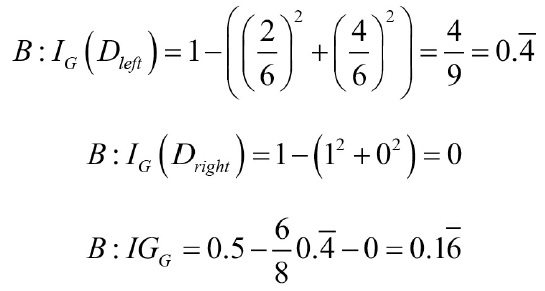 B : I_G (D_left) = 1 − ((2/6)^2 + (4/6)^2) = 4/9 = 0.4̅
B : I_G (D_right) = 1 − (1^2 + 0^2) = 0
B : IG_G = 0.5 − 6/8 0.4̅ − 0 = 0.16̅